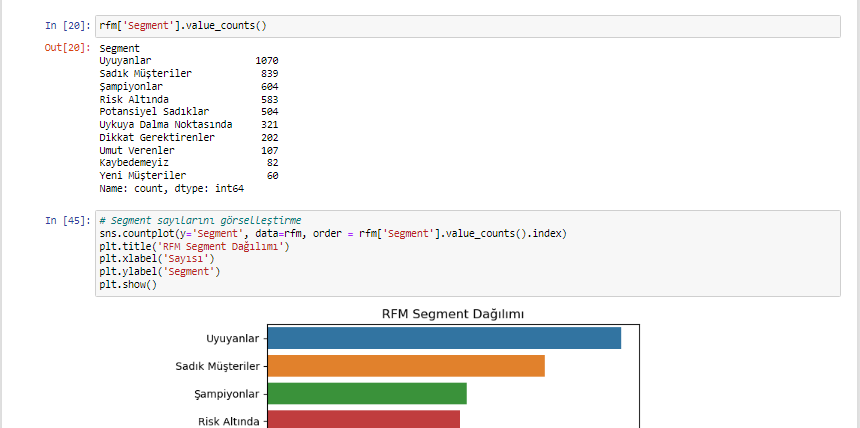 In [20]: rfm['Segment'].value_counts()
Out[20]: Segment
Uyuyanlar 1070
Sadık Müşteriler 839
Şampiyonlar 604
Risk Altında 583
Potansiyel Sadıklar 504
Uykuya Dalma Noktasında 321
Dikkat Gerektirenler 202
Umut Verenler 107
Kaybedemeyiz 82
Yeni Müşteriler 60
Name: count, dtype: int64
In [45]: # Segment sayılarını görselleştirme
sns.countplot(y='Segment', data=rfm, order = rfm['Segment'].value_counts().index)
plt.title('RFM Segment Dağılımı')
plt.xlabel('Sayısı')
plt.ylabel('Segment')
plt.show()
RFM Segment Dağılımı
Uyuyanlar
Sadık Müşteriler
Şampiyonlar
Risk Altında